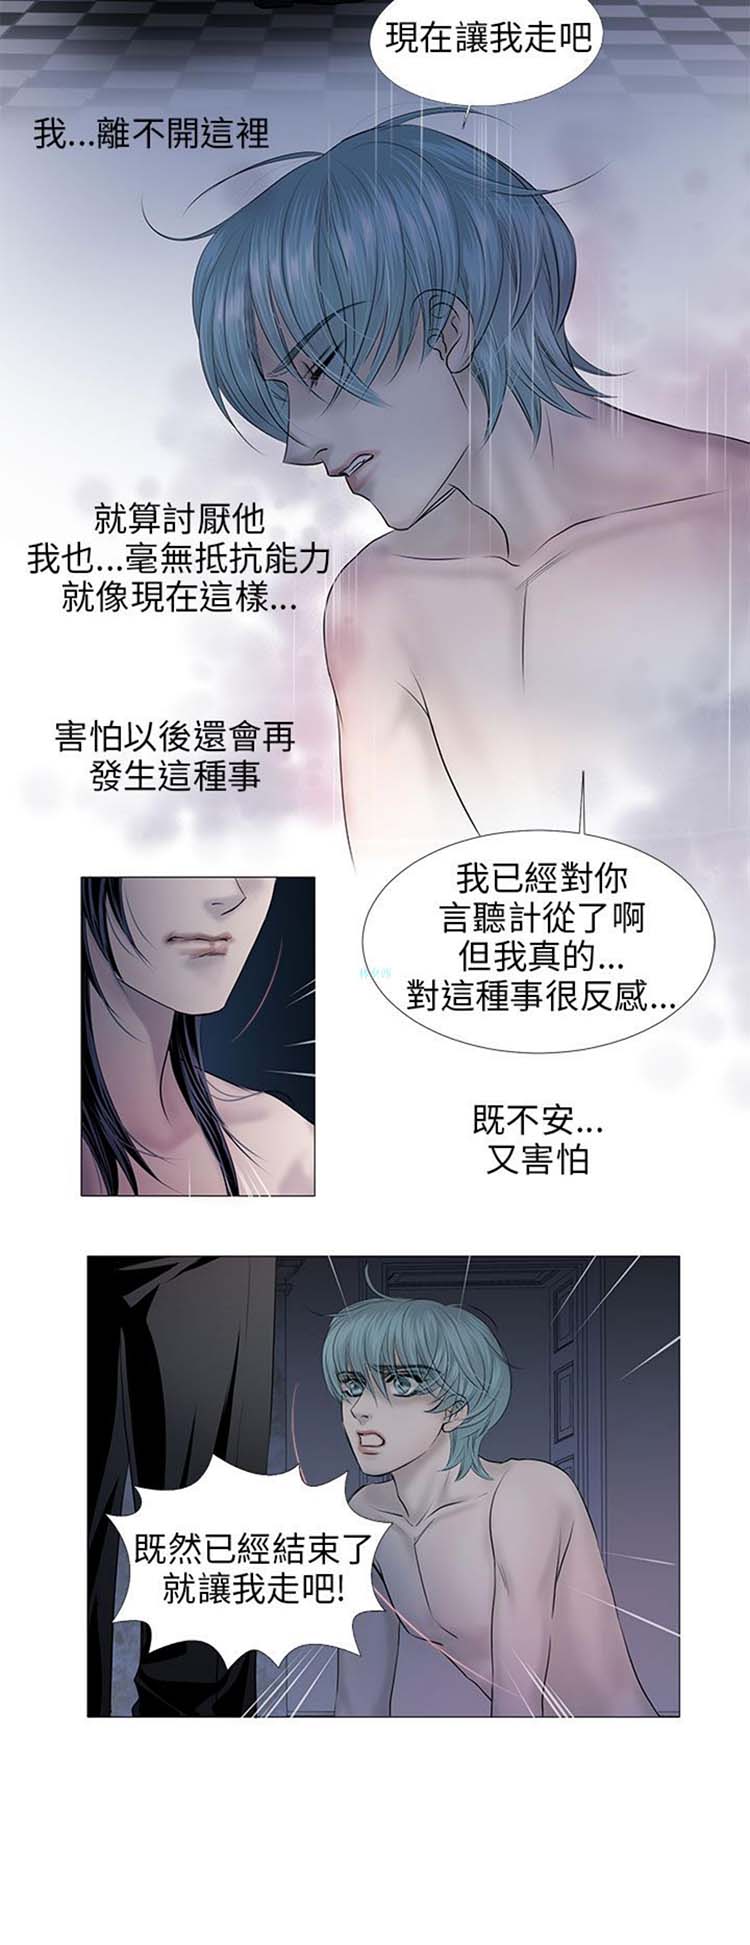 現在讓我走吧
我...離不開這裡
就算討厭他
我也...毫無抵抗能力
就像現在這樣...
害怕以後還會再
發生這種事
我已經對你
言聽計從了啊
但我真的...
對這種事很反感...
既不安...
又害怕
既然已經結束了
就讓我走吧!